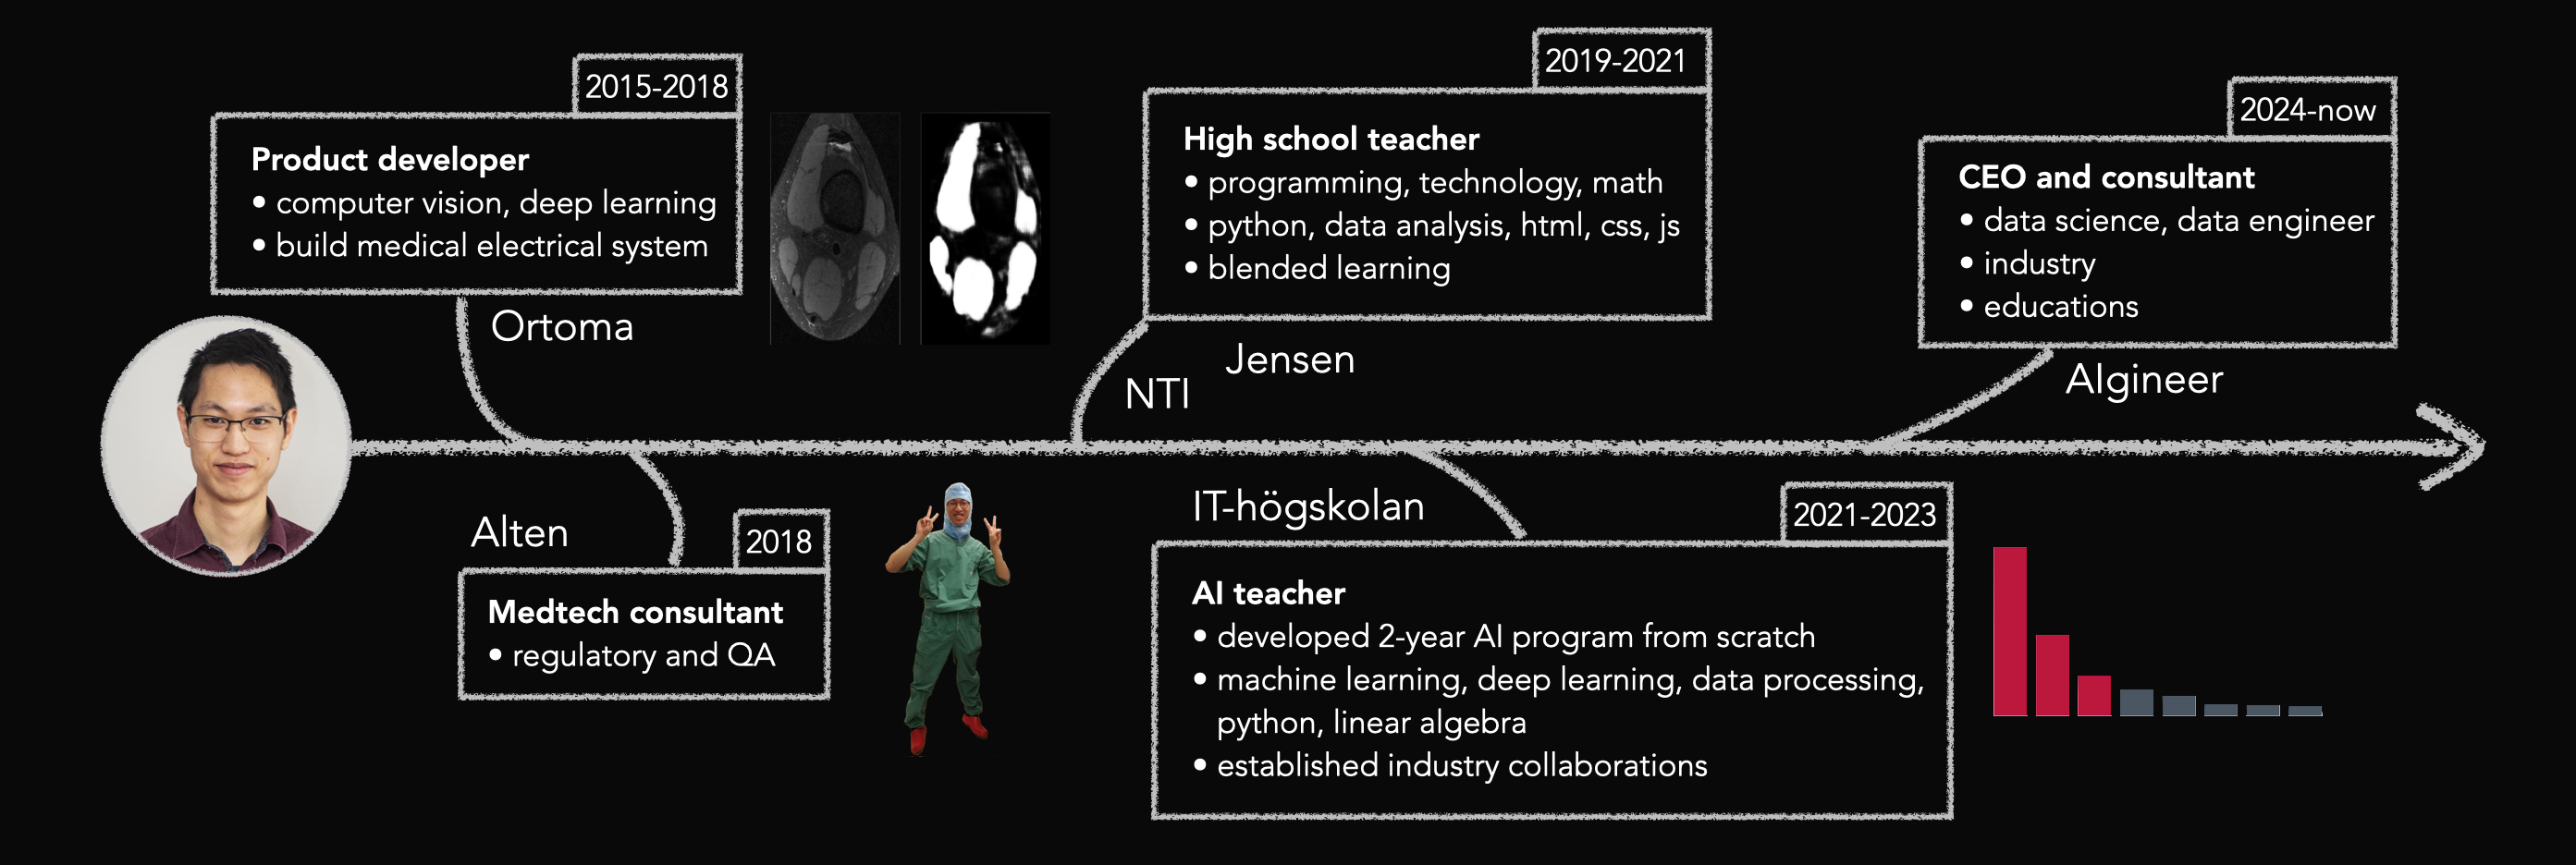 2015-2018
Product developer
• computer vision, deep learning
• build medical electrical system
Ortoma
2018
Alten
Medtech consultant
• regulatory and QA
2019-2021
High school teacher
• programming, technology, math
• python, data analysis, html, css, js
• blended learning
Jensen
NTI
IT-högskolan
2021-2023
AI teacher
• developed 2-year AI program from scratch
• machine learning, deep learning, data processing,
python, linear algebra
• established industry collaborations
2024-now
CEO and consultant
• data science, data engineer
• industry
• educations
AIgineer